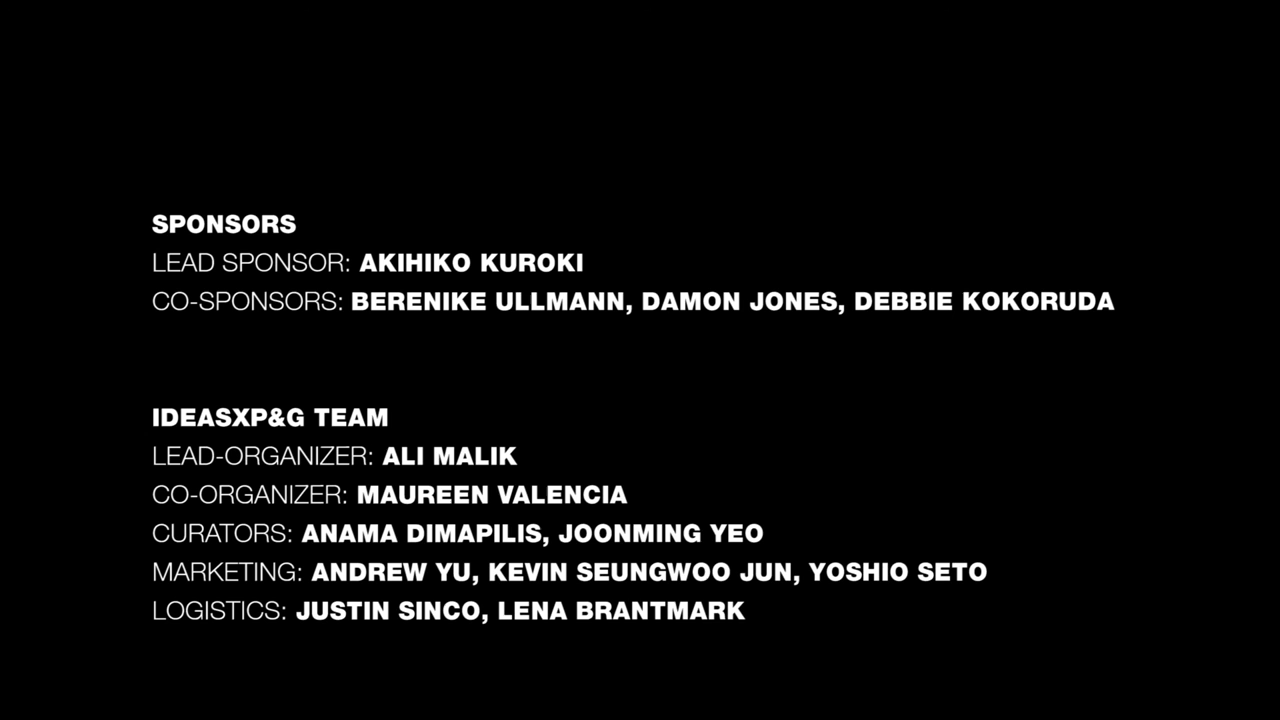 SPONSORS
LEAD SPONSOR: AKIHIKO KUROKI
CO-SPONSORS: BERENIKE ULLMANN, DAMON JONES, DEBBIE KOKORUDA
IDEASXP&G TEAM
LEAD-ORGANIZER: ALI MALIK
CO-ORGANIZER: MAUREEN VALENCIA
CURATORS: ANAMA DIMAPILIS, JOONMING YEO
MARKETING: ANDREW YU, KEVIN SEUNGWOO JUN, YOSHIO SETO
LOGISTICS: JUSTIN SINCO, LENA BRANTMARK